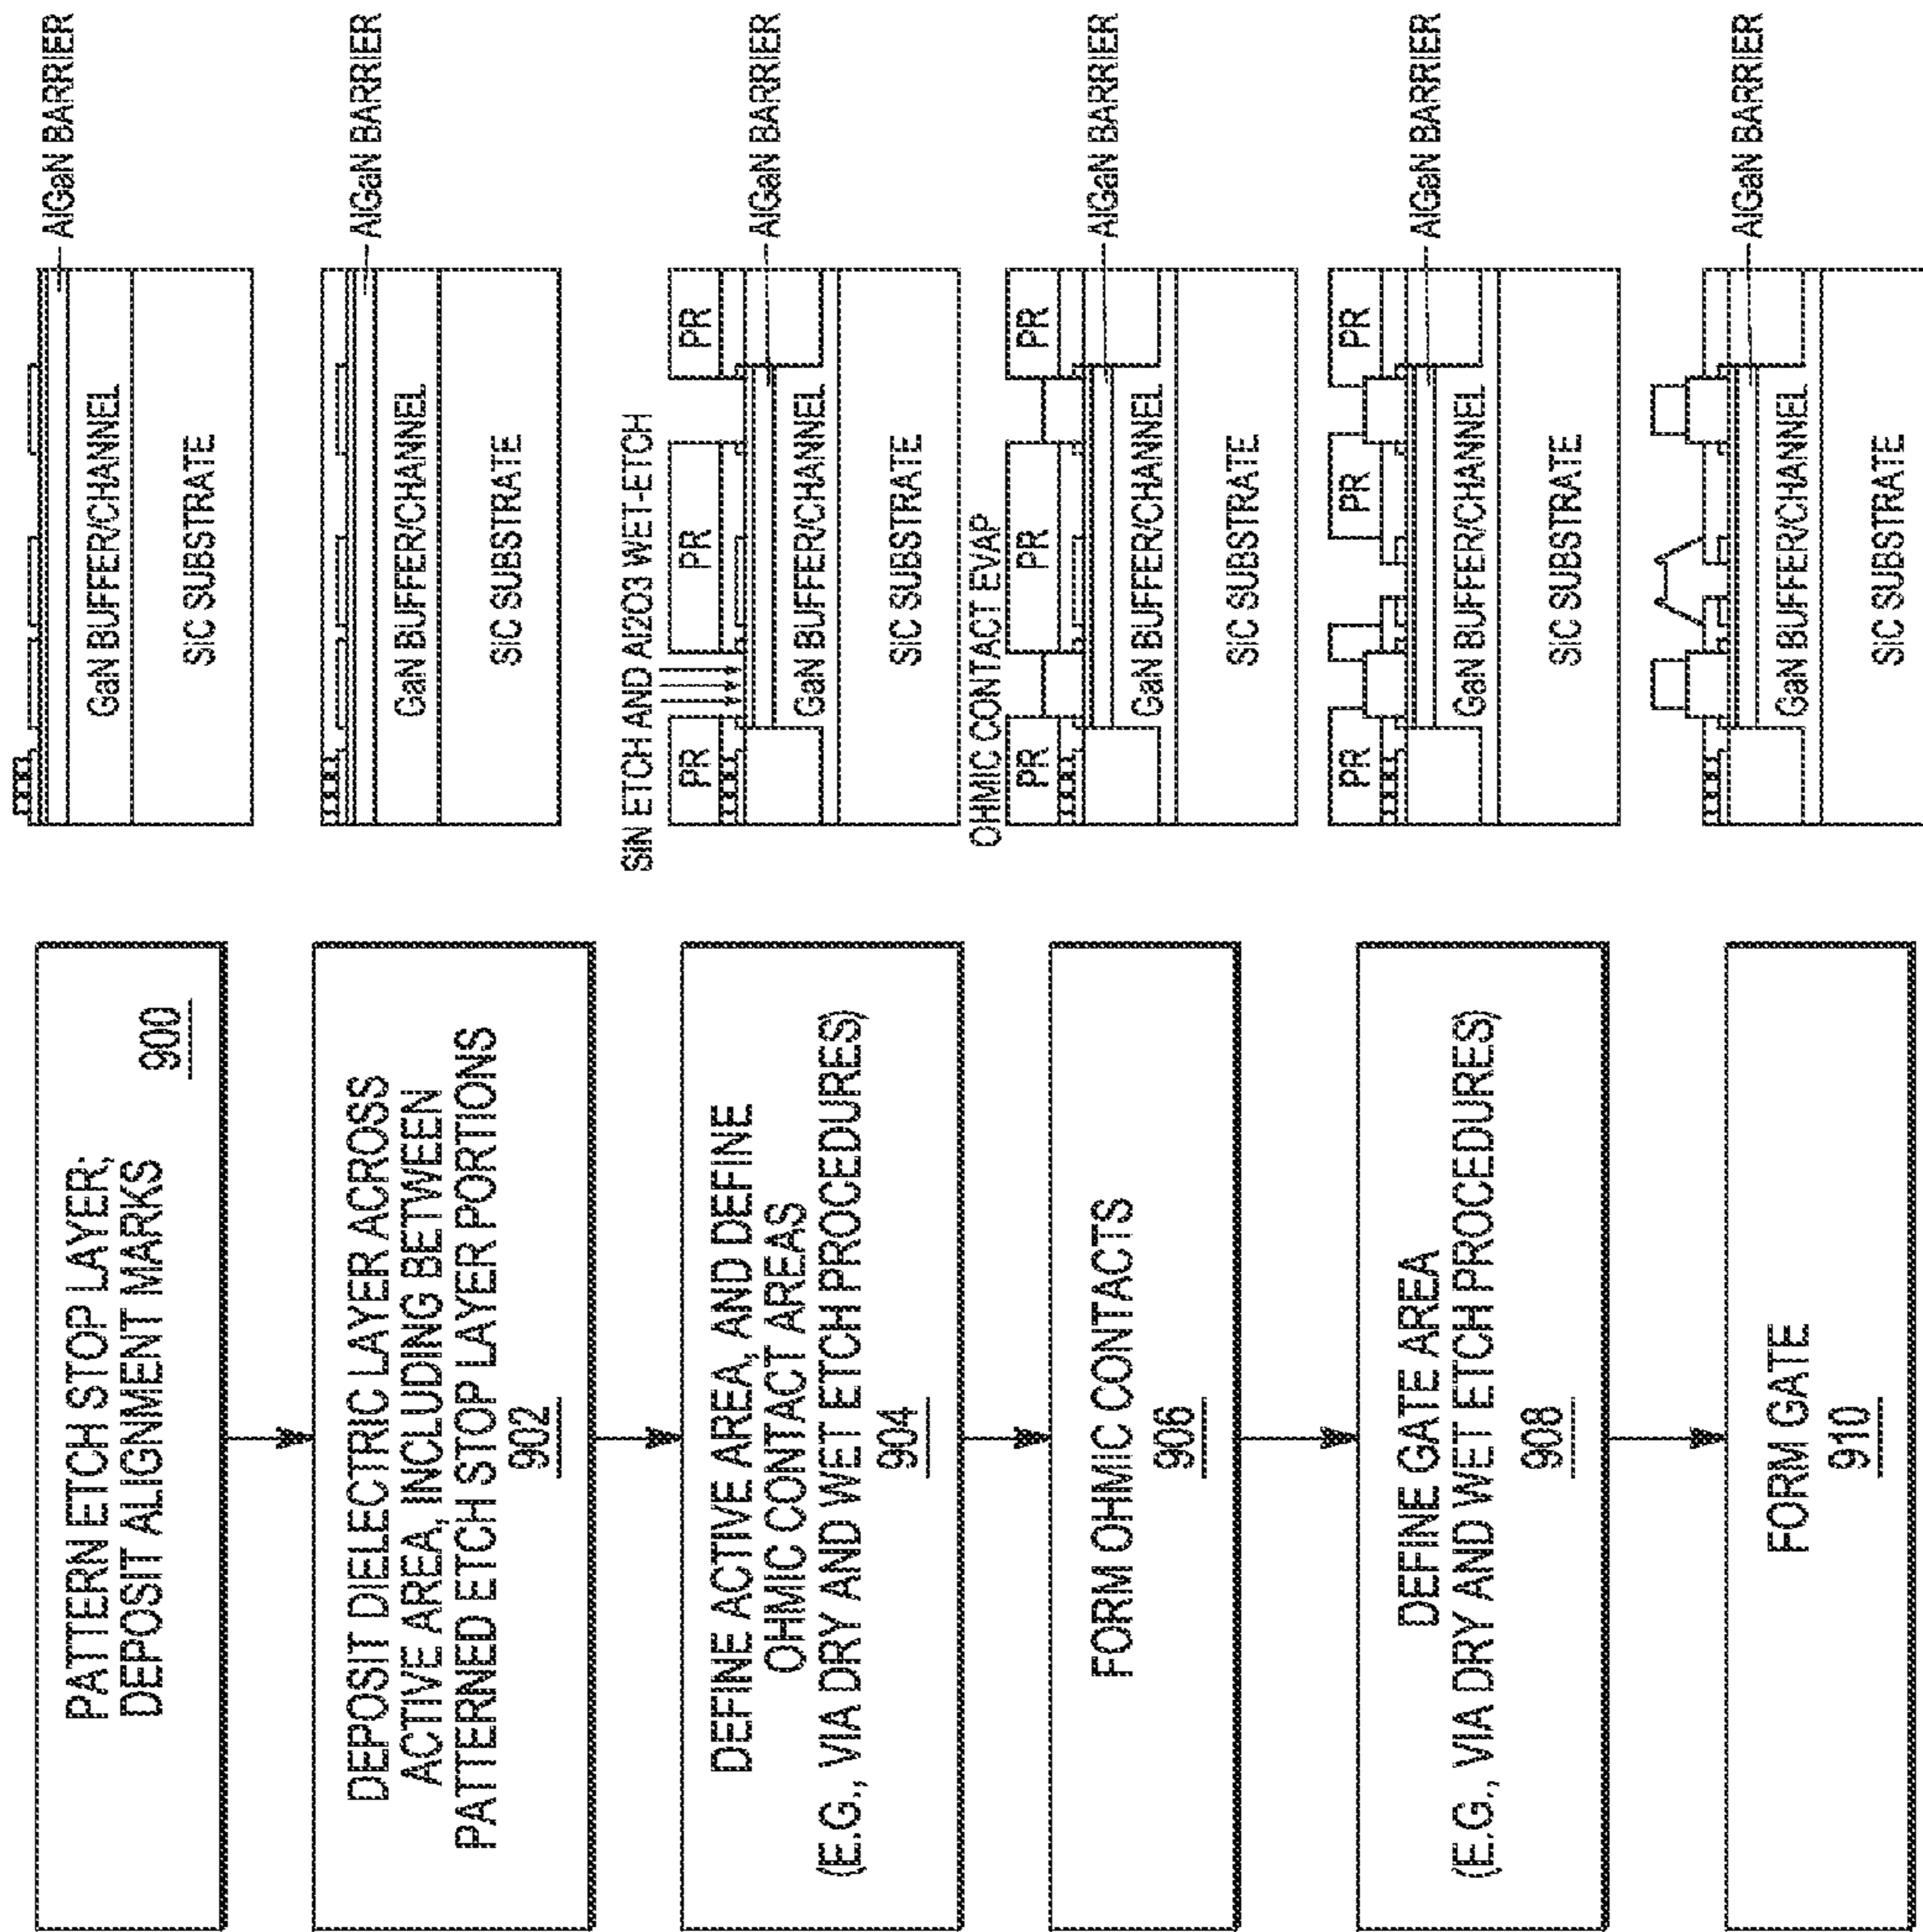 PATTERN ETCH STOP LAYER;
DEPOSIT ALIGNMENT MARKS
900
DEPOSIT DIELECTRIC LAYER ACROSS
ACTIVE AREA, INCLUDING BETWEEN
PATTERNED ETCH STOP LAYER PORTIONS
902
DEFINE ACTIVE AREA, AND DEFINE
OHMIC CONTACT AREAS
(E.G., VIA DRY AND WET ETCH PROCEDURES)
904
FORM OHMIC CONTACTS
906
DEFINE GATE AREA
(E.G., VIA DRY AND WET ETCH PROCEDURES)
908
FORM GATE
910
AlGaN BARRIER
GaN BUFFER/CHANNEL
SiC SUBSTRATE
AlGaN BARRIER
GaN BUFFER/CHANNEL
SiC SUBSTRATE
SiN ETCH AND Al2O3 WET-ETCH
PR
PR
PR
AlGaN BARRIER
GaN BUFFER/CHANNEL
SiC SUBSTRATE
OHMIC CONTACT EVAP
PR
PR
PR
AlGaN BARRIER
GaN BUFFER/CHANNEL
SiC SUBSTRATE
PR
PR
PR
AlGaN BARRIER
GaN BUFFER/CHANNEL
SiC SUBSTRATE
AlGaN BARRIER
GaN BUFFER/CHANNEL
SiC SUBSTRATE